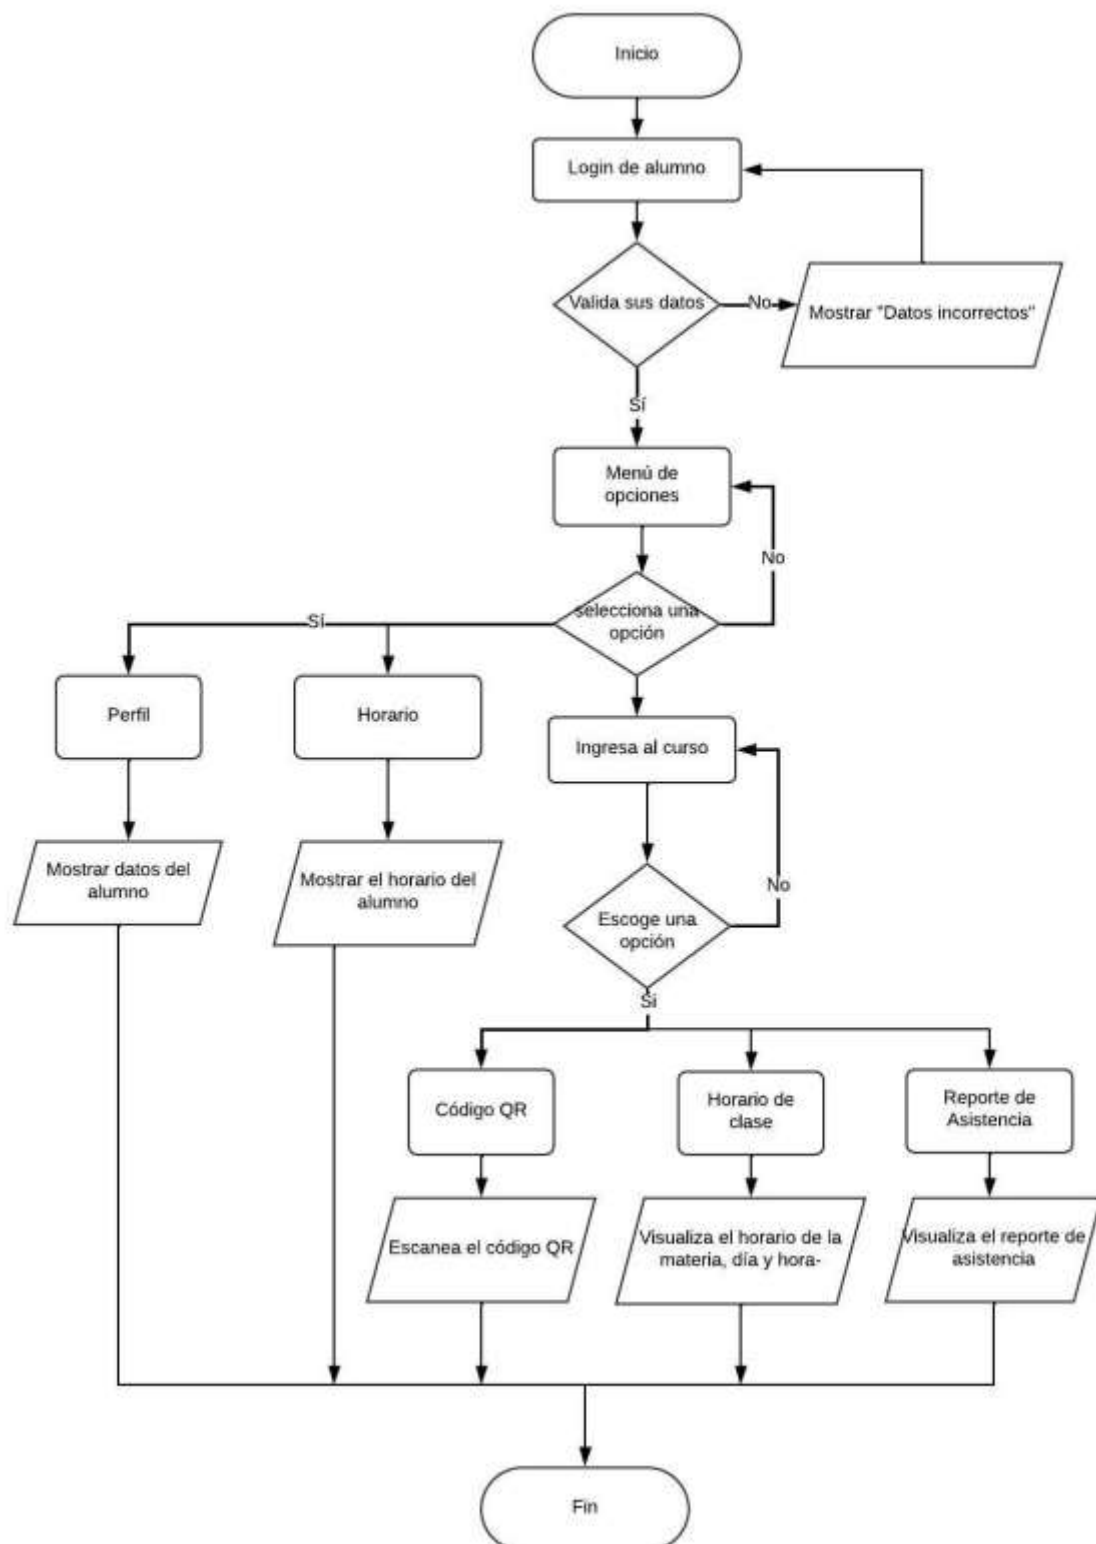 Inicio
Login de alumno
Valida sus datos
No
Mostrar "Datos incorrectos"
Sí
Menú de
opciones
No
selecciona una
opción
Sí
Perfil
Horario
Ingresa al curso
Mostrar datos del
alumno
Mostrar el horario del
alumno
No
Escoge una
opción
Si
Código QR
Horario de
clase
Reporte de
Asistencia
Escanea el código QR
Visualiza el horario de la
materia, día y hora-
Visualiza el reporte de
asistencia
Fin